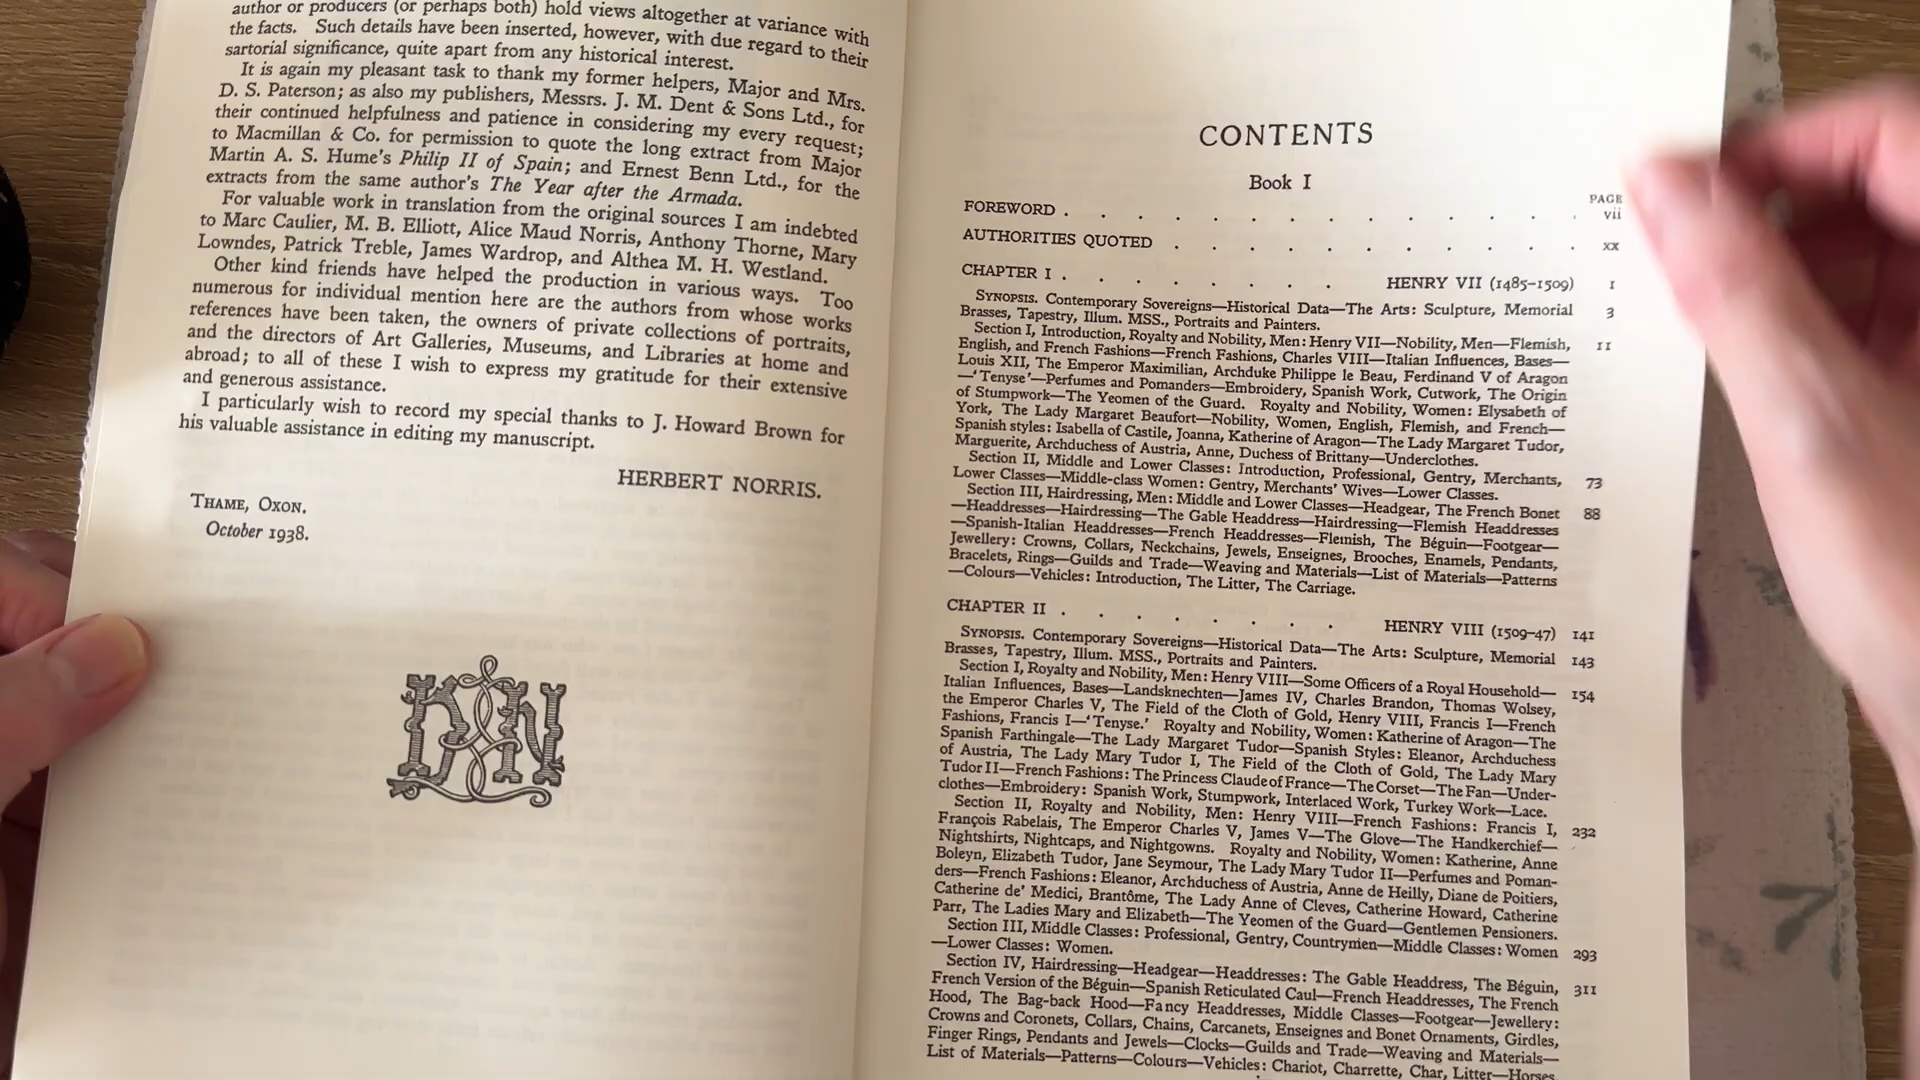 author or producers (or perhaps both) hold views altogether at variance with
the facts. Such details have been inserted, however, with due regard to their
sartorial significance, quite apart from any historical interest.
It is again my pleasant task to thank my former helpers, Major and Mrs.
D. S. Paterson; as also my publishers, Messrs. J. M. Dent & Sons Ltd., for
their continued helpfulness and patience in considering my every request;
to Macmillan & Co. for permission to quote the long extract from Major
Martin A. S. Hume's Philip II of Spain; and Ernest Benn Ltd., for the
extracts from the same author's The Year after the Armada.
For valuable work in translation from the original sources I am indebted
to Marc Caulier, M. B. Elliott, Alice Maud Norris, Anthony Thorne, Mary
Lowndes, Patrick Treble, James Wardrop, and Althea M. H. Westland.
Other kind friends have helped the production in various ways. Too
numerous for individual mention here are the authors from whose works
references have been taken, the owners of private collections of portraits,
and the directors of Art Galleries, Museums, and Libraries at home and
abroad; to all of these I wish to express my gratitude for their extensive
and generous assistance.
I particularly wish to record my special thanks to J. Howard Brown for
his valuable assistance in editing my manuscript.
HERBERT NORRIS.
THAME, OXON.
October 1938.
CONTENTS
Book I
PAGE
FOREWORD . . . . . . . . . . . . . . vii
AUTHORITIES QUOTED . . . . . . . . . . . xx
CHAPTER I . . . . . . . . HENRY VII (1485-1509) 1
SYNOPSIS. Contemporary Sovereigns—Historical Data—The Arts: Sculpture, Memorial 3
Brasses, Tapestry, Illum. MSS., Portraits and Painters.
Section I, Introduction, Royalty and Nobility, Men: Henry VII—Nobility, Men—Flemish, 11
English, and French Fashions—French Fashions, Charles VIII—Italian Influences, Bases—
Louis XII, The Emperor Maximilian, Archduke Philippe le Beau, Ferdinand V of Aragon
—'Tenyse'—Perfumes and Pomanders—Embroidery, Spanish Work, Cutwork, The Origin
of Stumpwork—The Yeomen of the Guard. Royalty and Nobility, Women: Elysabeth of
York, The Lady Margaret Beaufort—Nobility, Women, English, Flemish, and French—
Spanish styles: Isabella of Castile, Joanna, Katherine of Aragon—The Lady Margaret Tudor,
Marguerite, Archduchess of Austria, Anne, Duchess of Brittany—Underclothes.
Section II, Middle and Lower Classes: Introduction, Professional, Gentry, Merchants, 73
Lower Classes—Middle-class Women: Gentry, Merchants' Wives—Lower Classes.
Section III, Hairdressing, Men: Middle and Lower Classes—Headgear, The French Bonet 88
—Headdresses—Hairdressing—The Gable Headdress—Hairdressing—Flemish Headdresses
—Spanish-Italian Headdresses—French Headdresses—Flemish, The Béguin—Footgear—
Jewellery: Crowns, Collars, Neckchains, Jewels, Enseignes, Brooches, Enamels, Pendants,
Bracelets, Rings—Guilds and Trade—Weaving and Materials—List of Materials—Patterns
—Colours—Vehicles: Introduction, The Litter, The Carriage.
CHAPTER II . . . . . . . . HENRY VIII (1509-47) 141
SYNOPSIS. Contemporary Sovereigns—Historical Data—The Arts: Sculpture, Memorial 143
Brasses, Tapestry, Illum. MSS., Portraits and Painters.
Section I, Royalty and Nobility, Men: Henry VIII—Some Officers of a Royal Household— 154
Italian Influences, Bases—Landsknechten—James IV, Charles Brandon, Thomas Wolsey,
the Emperor Charles V, The Field of the Cloth of Gold, Henry VIII, Francis I—French
Fashions, Francis I—'Tenyse.' Royalty and Nobility, Women: Katherine of Aragon—The
Spanish Farthingale—The Lady Margaret Tudor—Spanish Styles: Eleanor, Archduchess
of Austria, The Lady Mary Tudor I, The Field of the Cloth of Gold, The Lady Mary
Tudor II—French Fashions: The Princess Claude of France—The Corset—The Fan—Under-
clothes—Embroidery: Spanish Work, Stumpwork, Interlaced Work, Turkey Work—Lace.
Section II, Royalty and Nobility, Men: Henry VIII—French Fashions: Francis I, 232
François Rabelais, The Emperor Charles V, James V—The Glove—The Handkerchief—
Nightshirts, Nightcaps, and Nightgowns. Royalty and Nobility, Women: Katherine, Anne
Boleyn, Elizabeth Tudor, Jane Seymour, The Lady Mary Tudor II—Perfumes and Poman-
ders—French Fashions: Eleanor, Archduchess of Austria, Anne de Heilly, Diane de Poitiers,
Catherine de' Medici, Brantôme, The Lady Anne of Cleves, Catherine Howard, Catherine
Parr, The Ladies Mary and Elizabeth—The Yeomen of the Guard—Gentlemen Pensioners.
Section III, Middle Classes: Professional, Gentry, Countrymen—Middle Classes: Women 293
—Lower Classes: Women.
Section IV, Hairdressing—Headgear—Headdresses: The Gable Headdress, The Béguin, 311
French Version of the Béguin—Spanish Reticulated Caul—French Headdresses, The French
Hood, The Bag-back Hood—Fancy Headdresses, Middle Classes—Footgear—Jewellery:
Crowns and Coronets, Collars, Chains, Carcanets, Enseignes and Bonet Ornaments, Girdles,
Finger Rings, Pendants and Jewels—Clocks—Guilds and Trade—Weaving and Materials—
List of Materials—Patterns—Colours—Vehicles: Chariot, Charrette, Char, Litter—Horses.